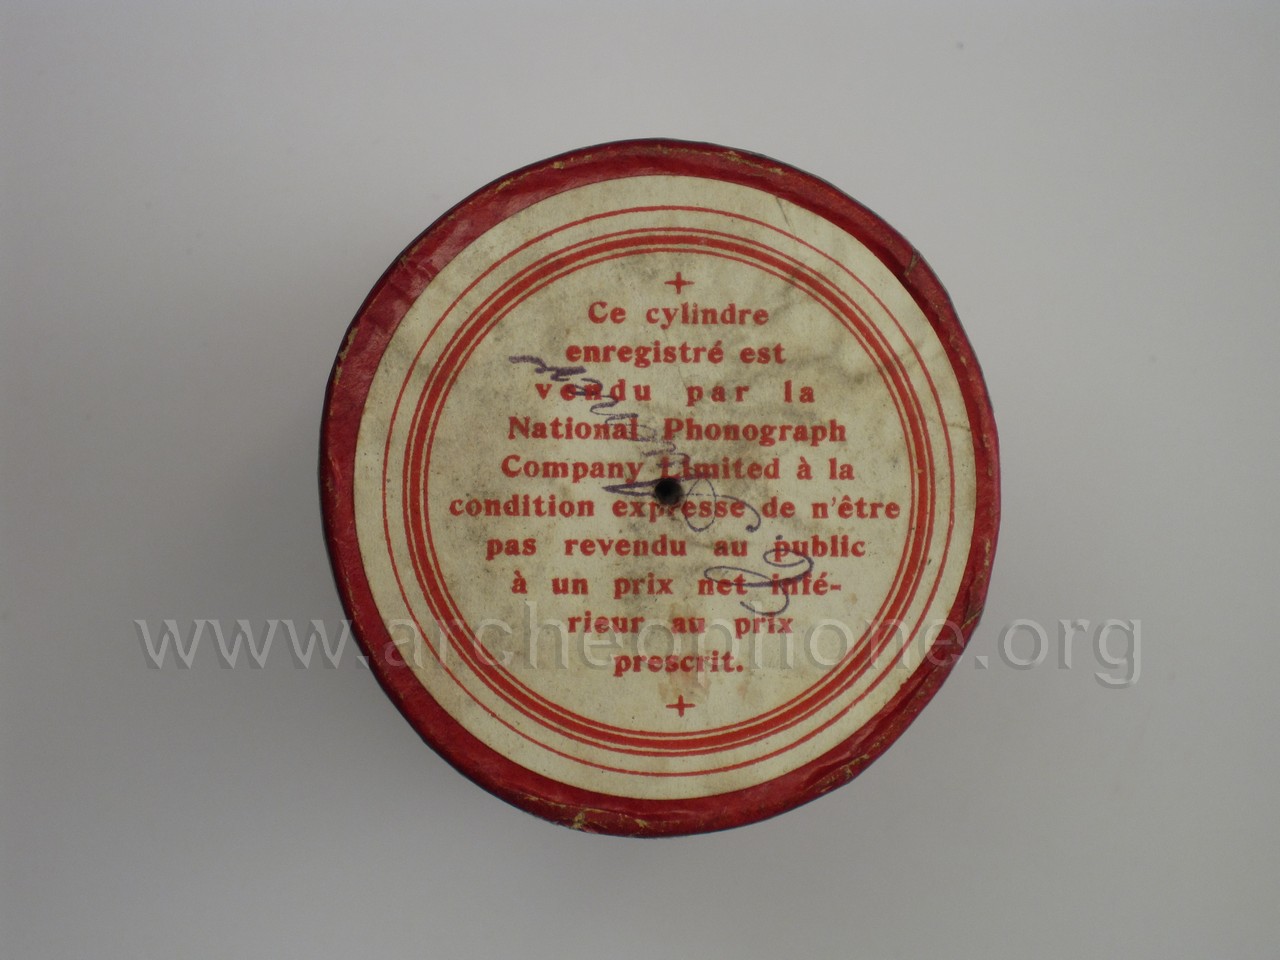 Ce cylindre
enregistré est
vendu par la
National Phonograph
Company Limited à la
condition expresse de n'être
pas revendu au public
à un prix net infé-
rieur au prix
www.archeophone.org
prescrit.